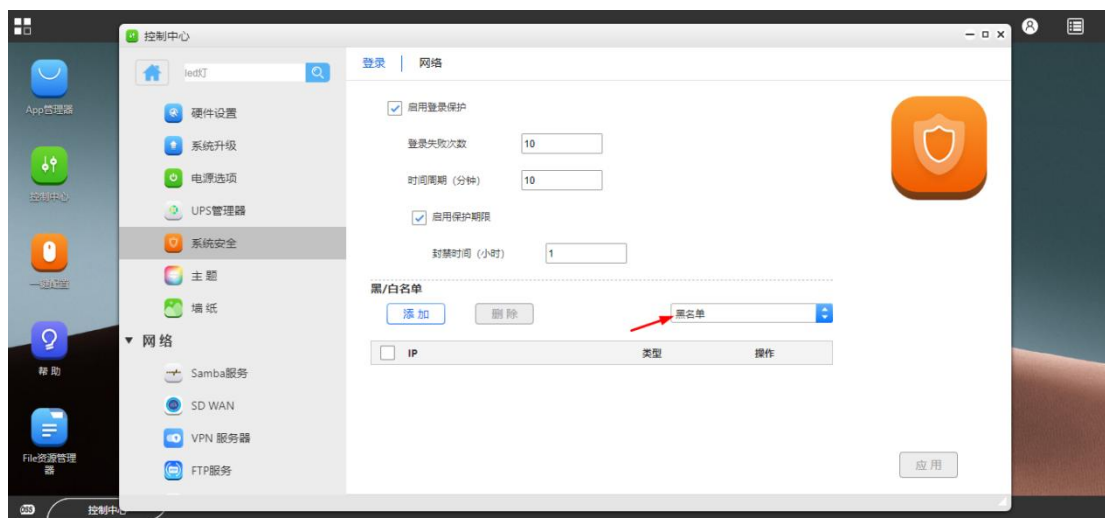 控制中心
App管理器
控制中心
一键配置
帮 助
File资源管理
器
led灯
硬件设置
系统升级
电源选项
UPS管理器
系统安全
主 题
墙 纸
网 络
Samba服务
SD WAN
VPN 服务器
FTP服务
登录
网络
启用登录保护
登录失败次数
10
时间周期（分钟）
10
启用保护期限
封禁时间（小时）
1
黑/白名单
添 加
删 除
黑名单
IP
类型
操作
应 用
控制中心